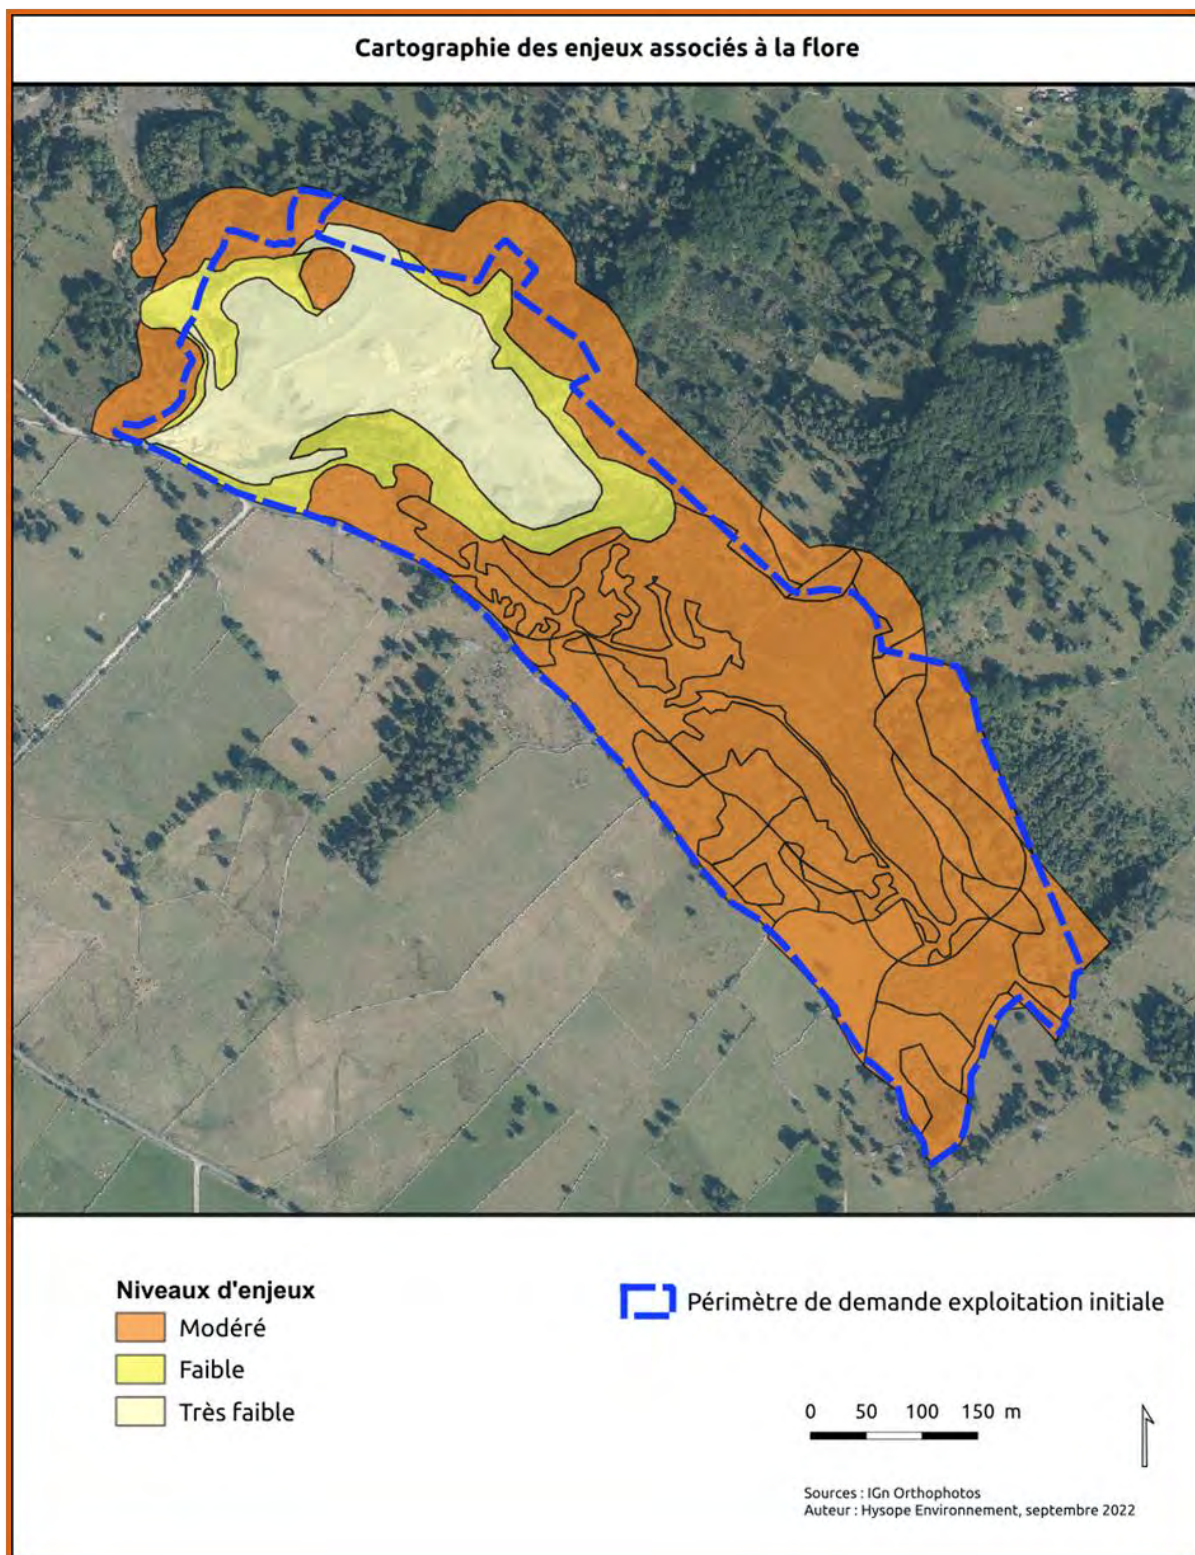 Cartographie des enjeux associés à la flore
Niveaux d'enjeux
Modéré
Faible
Très faible
Périmètre de demande exploitation initiale
0 50 100 150 m
Sources : IGn Orthophotos
Auteur : Hysope Environnement, septembre 2022